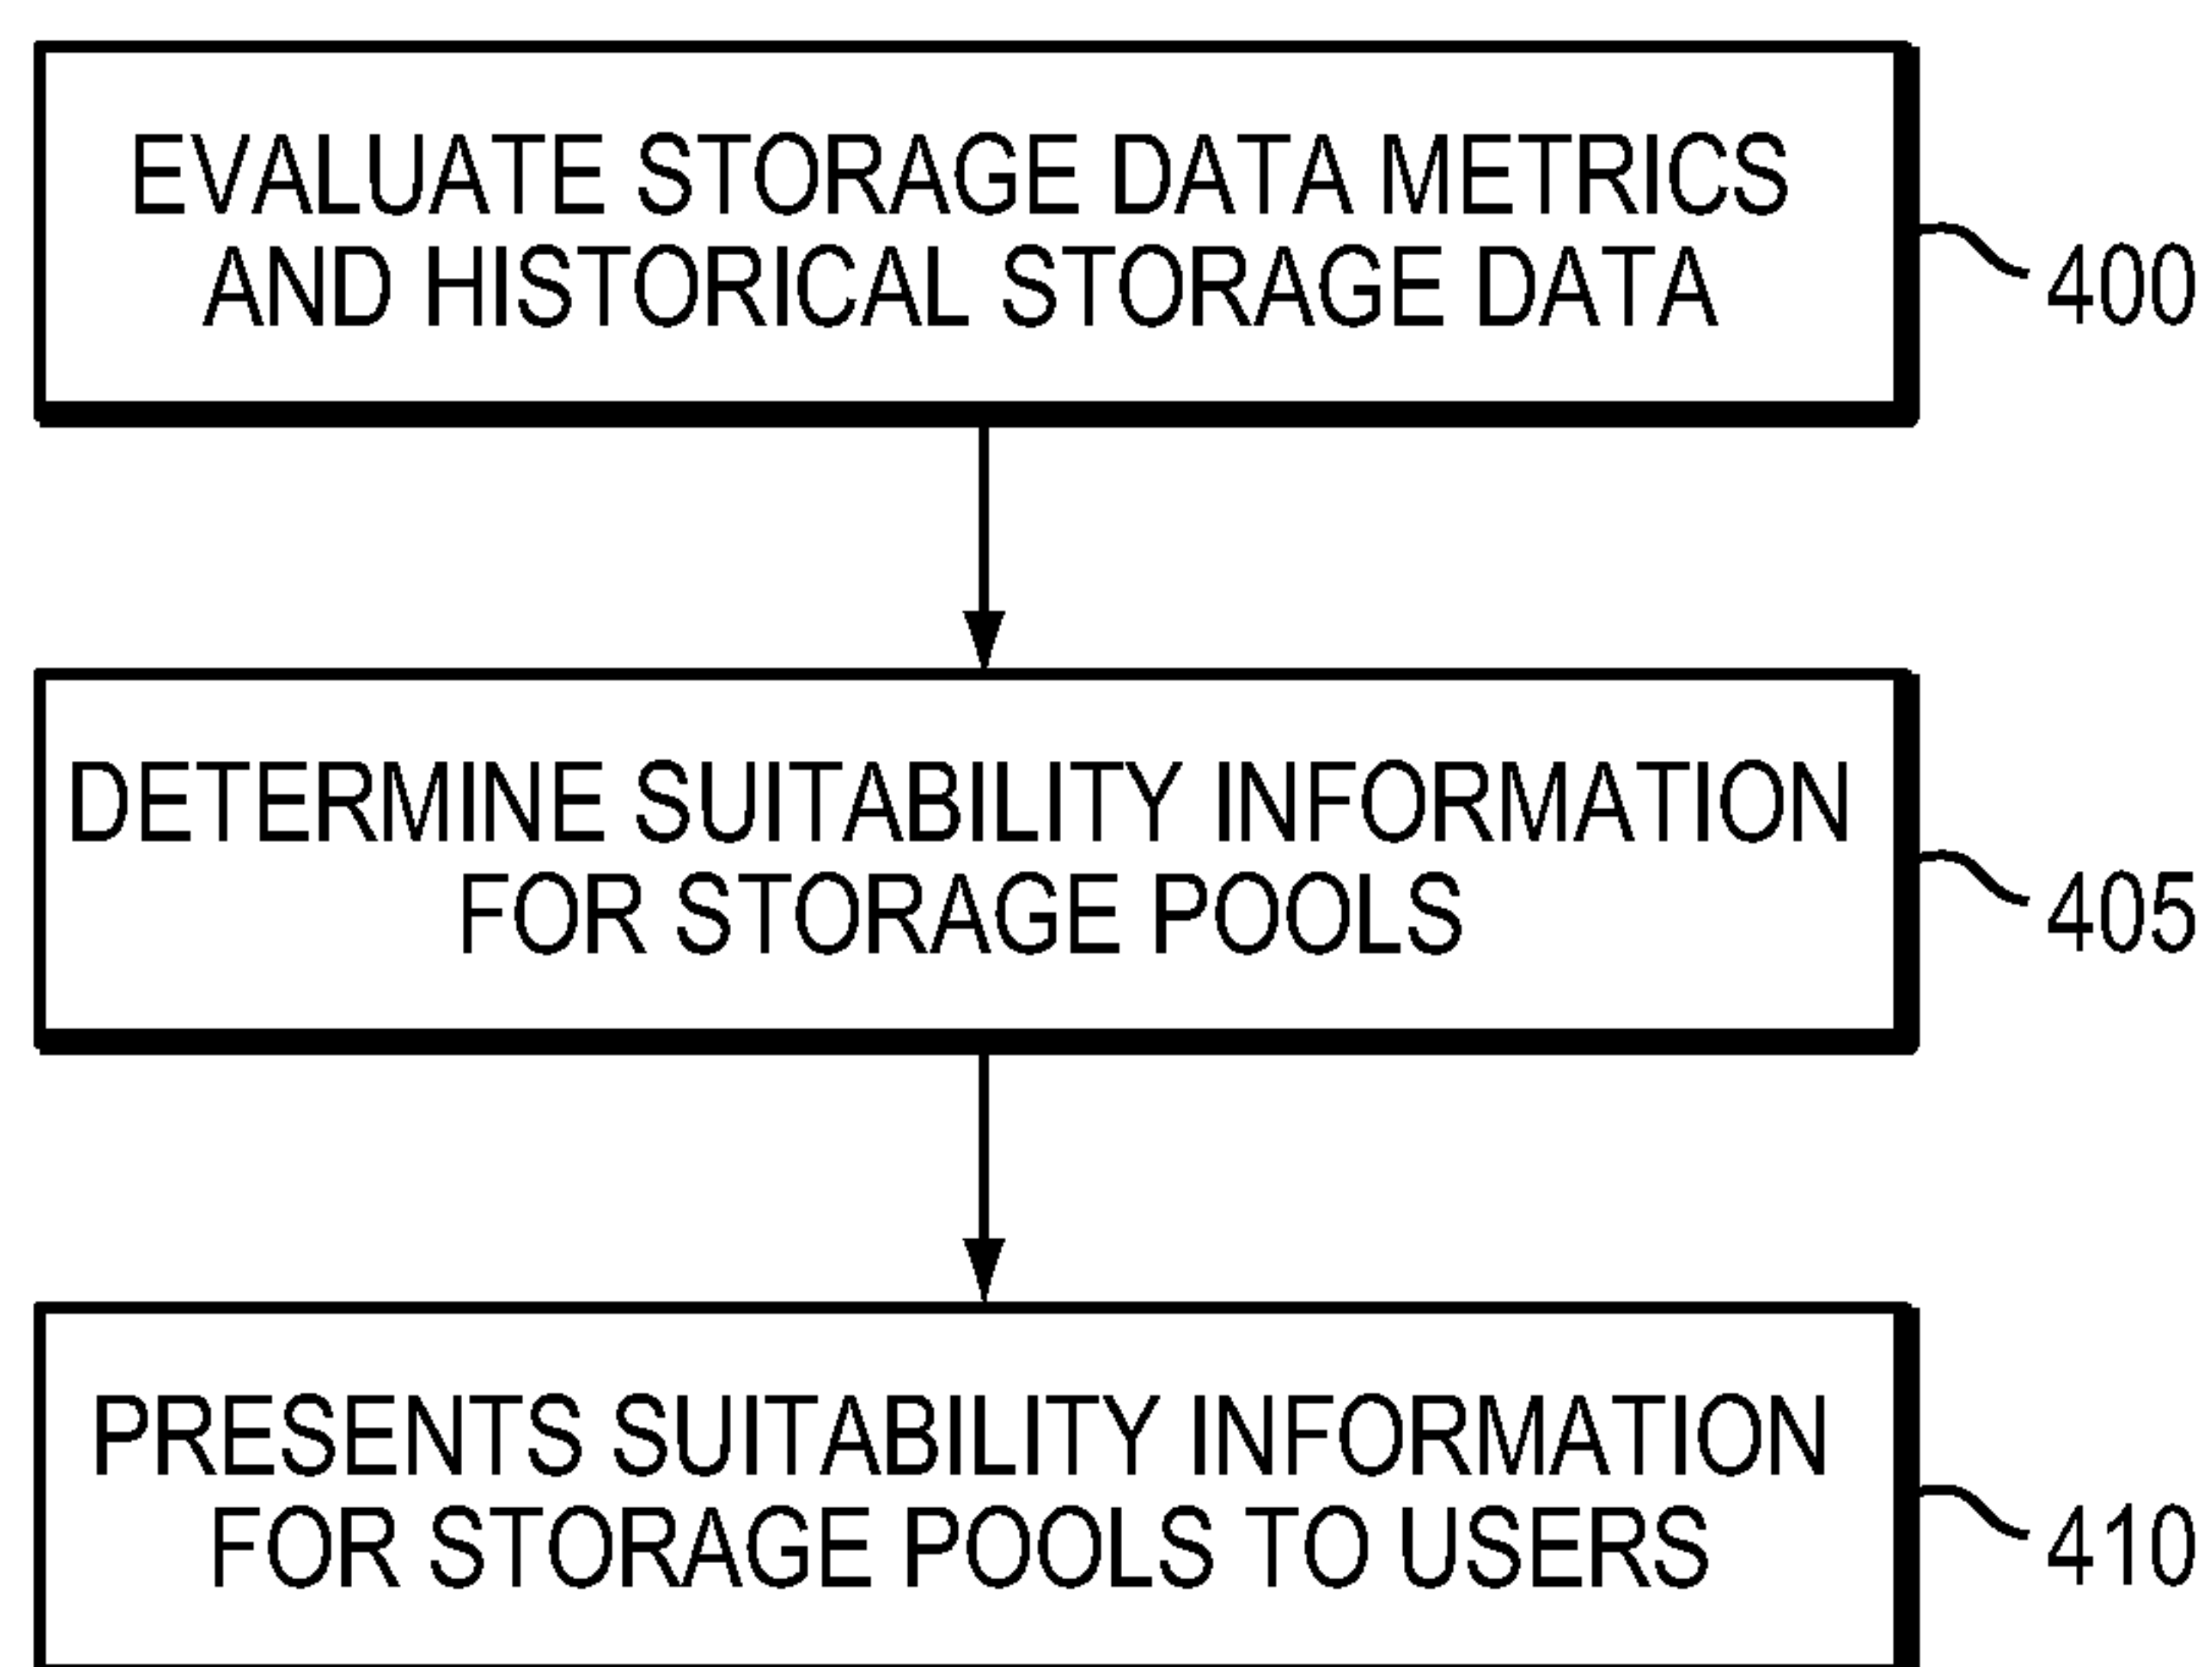 EVALUATE STORAGE DATA METRICS
AND HISTORICAL STORAGE DATA
400
DETERMINE SUITABILITY INFORMATION
FOR STORAGE POOLS
405
PRESENTS SUITABILITY INFORMATION
FOR STORAGE POOLS TO USERS
410